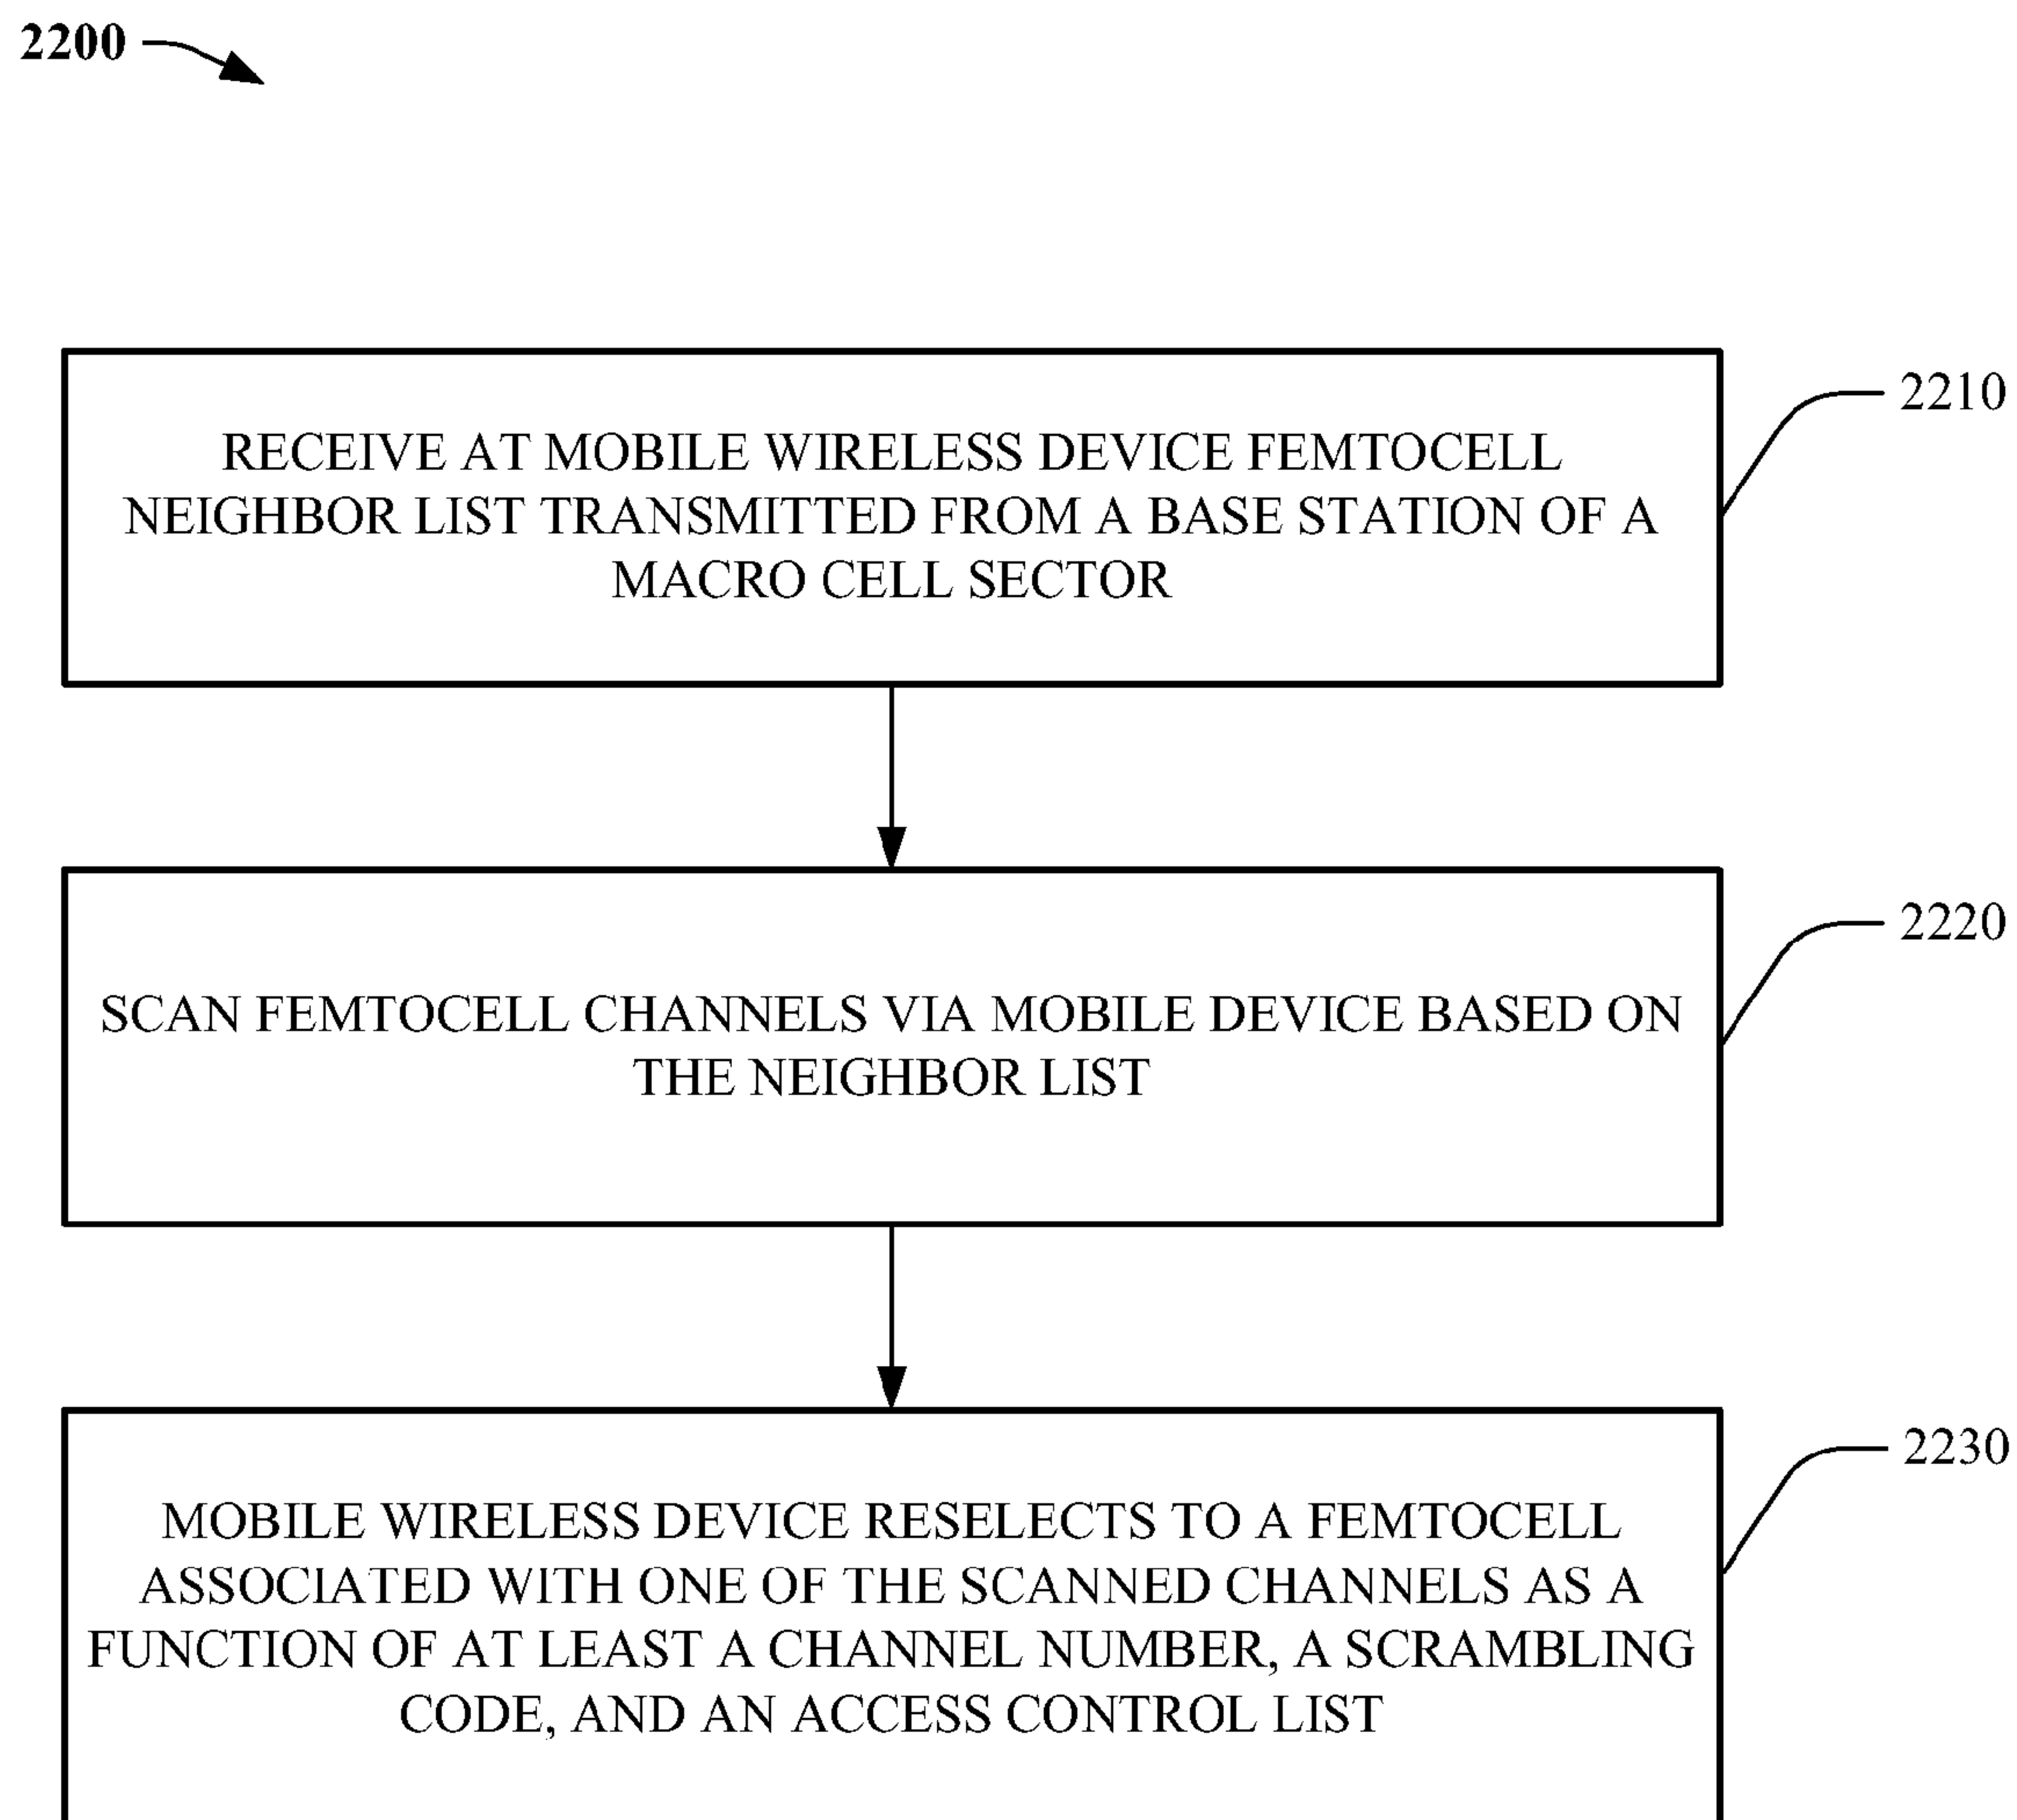 2200
2210
RECEIVE AT MOBILE WIRELESS DEVICE FEMTOCELL
NEIGHBOR LIST TRANSMITTED FROM A BASE STATION OF A
MACRO CELL SECTOR
2220
SCAN FEMTOCELL CHANNELS VIA MOBILE DEVICE BASED ON
THE NEIGHBOR LIST
2230
MOBILE WIRELESS DEVICE RESELECTS TO A FEMTOCELL
ASSOCIATED WITH ONE OF THE SCANNED CHANNELS AS A
FUNCTION OF AT LEAST A CHANNEL NUMBER, A SCRAMBLING
CODE, AND AN ACCESS CONTROL LIST